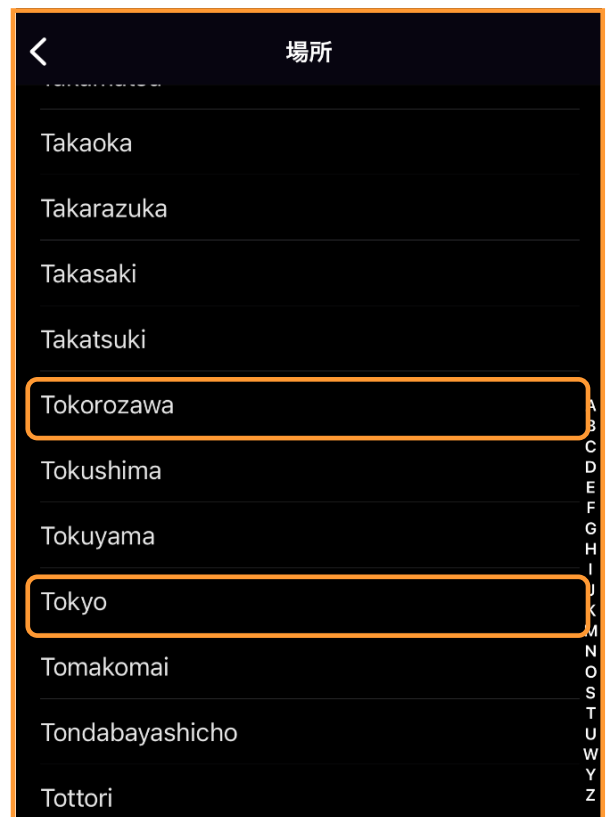 場所
Takaoka
Takarazuka
Takasaki
Takatsuki
Tokorozawa
Tokushima
Tokuyama
Tokyo
Tomakomai
Tondabayashicho
Tottori
A
B
C
D
E
F
G
H
I
J
K
M
N
O
S
T
U
W
Y
Z